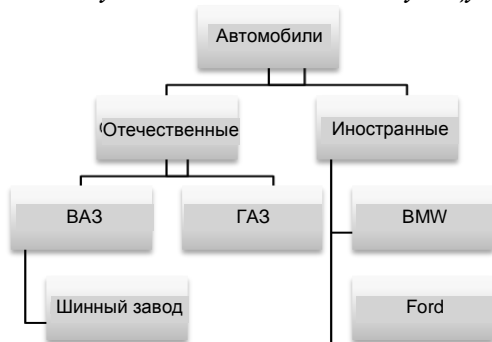 Автомобили
Отечественные
Иностранные
ВАЗ
ГАЗ
BMW
Шинный завод
Ford